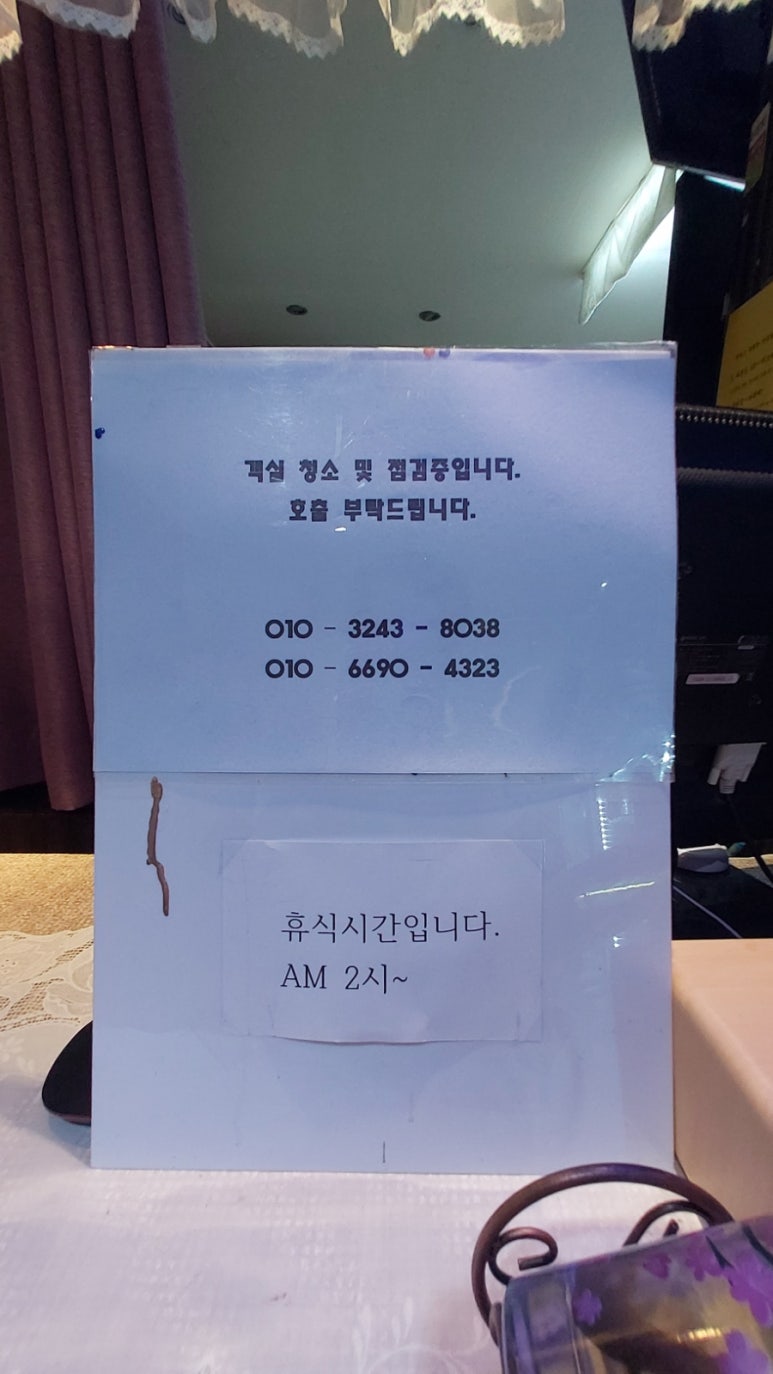 객실 청소 및 점검중입니다.
호출 부탁드립니다.
010 - 3243 - 8038
010 - 6690 - 4323
휴식시간입니다.
AM 2시~